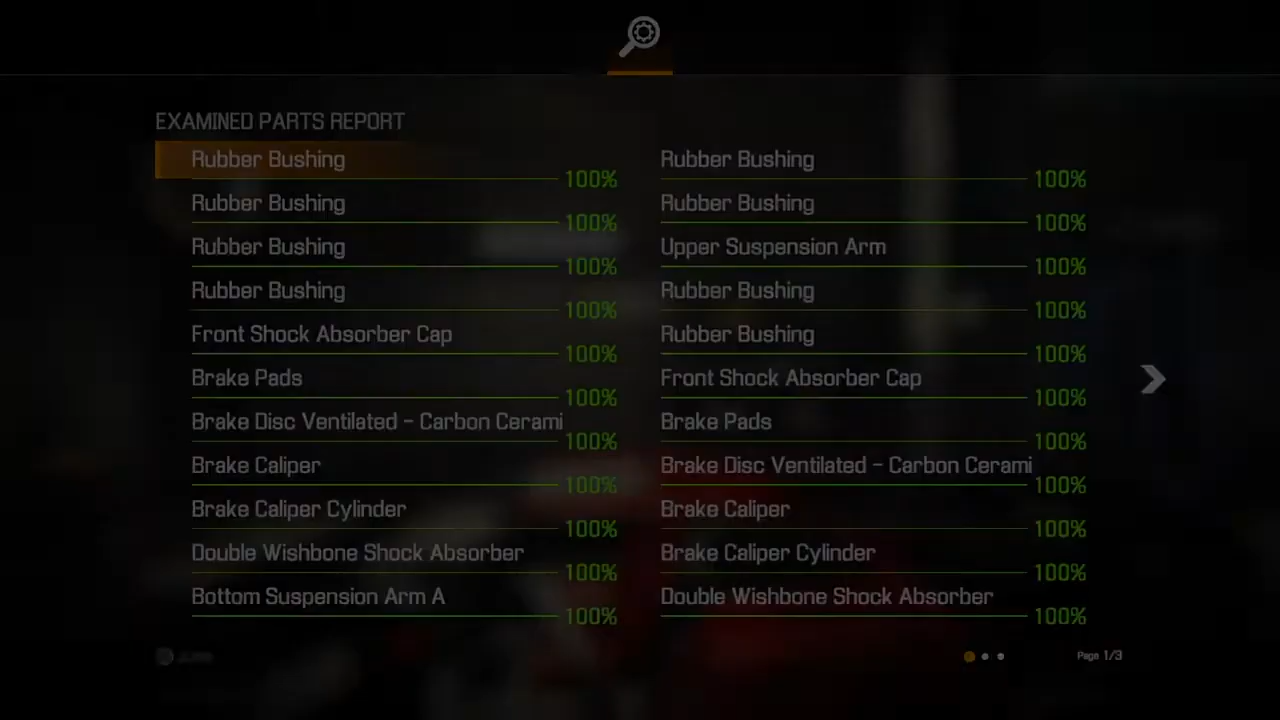 EXAMINED PARTS REPORT
Rubber Bushing
100%
Rubber Bushing
100%
Rubber Bushing
100%
Rubber Bushing
100%
Front Shock Absorber Cap
100%
Brake Pads
100%
Brake Disc Ventilated - Carbon Cerami
100%
Brake Caliper
100%
Brake Caliper Cylinder
100%
Double Wishbone Shock Absorber
100%
Bottom Suspension Arm A
100%
Rubber Bushing
100%
Rubber Bushing
100%
Upper Suspension Arm
100%
Rubber Bushing
100%
Rubber Bushing
100%
Front Shock Absorber Cap
100%
Brake Pads
100%
Brake Disc Ventilated - Carbon Cerami
100%
Brake Caliper
100%
Brake Caliper Cylinder
100%
Double Wishbone Shock Absorber
100%
Page 1/3